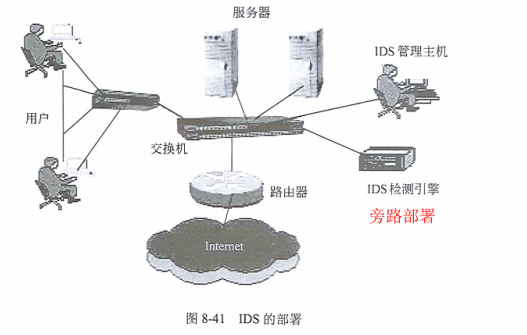 服务器
IDS 管理主机
用户
交换机
IDS 检测引擎
路由器
旁路部署
Internet
图 8-41 IDS 的部署